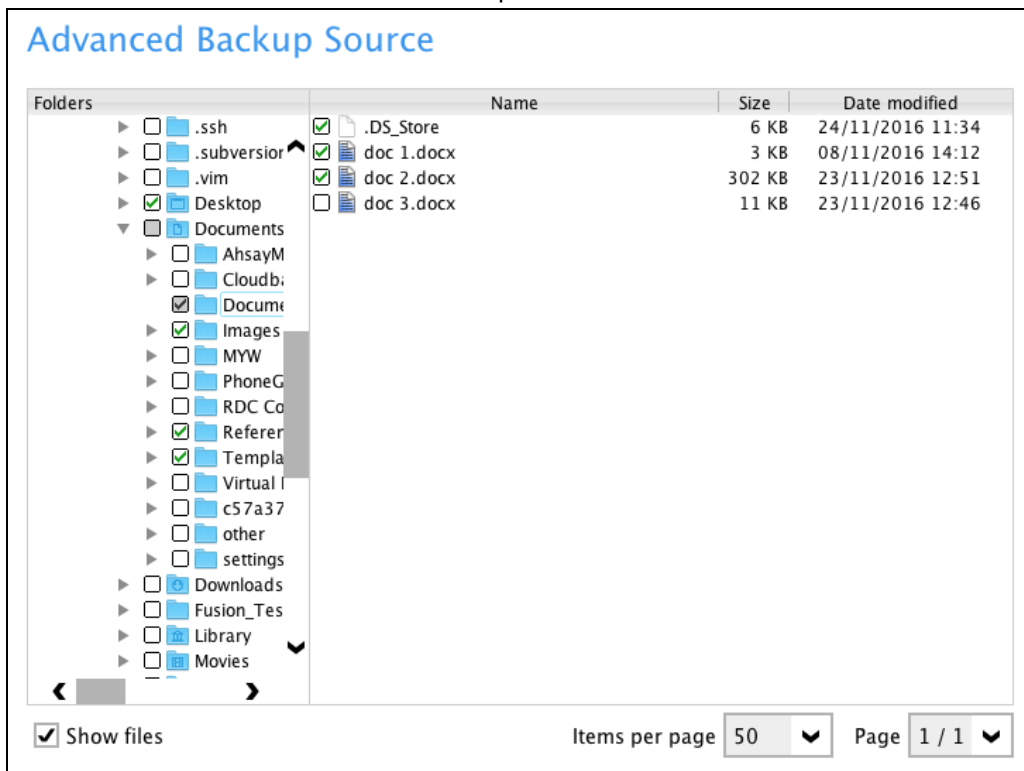 Advanced Backup Source
Folders Name Size Date modified
.ssh
.subversior
.vim
Desktop
Documents
AhsayM
Cloudba
Docume
Images
MYW
PhoneG
RDC Co
Referer
Templa
Virtual
c57a37
other
settings
Downloads
Fusion_Tes
Library
Movies
.DS_Store 6 KB 24/11/2016 11:34
doc 1.docx 3 KB 08/11/2016 14:12
doc 2.docx 302 KB 23/11/2016 12:51
doc 3.docx 11 KB 23/11/2016 12:46
Show files Items per page 50 Page 1 / 1